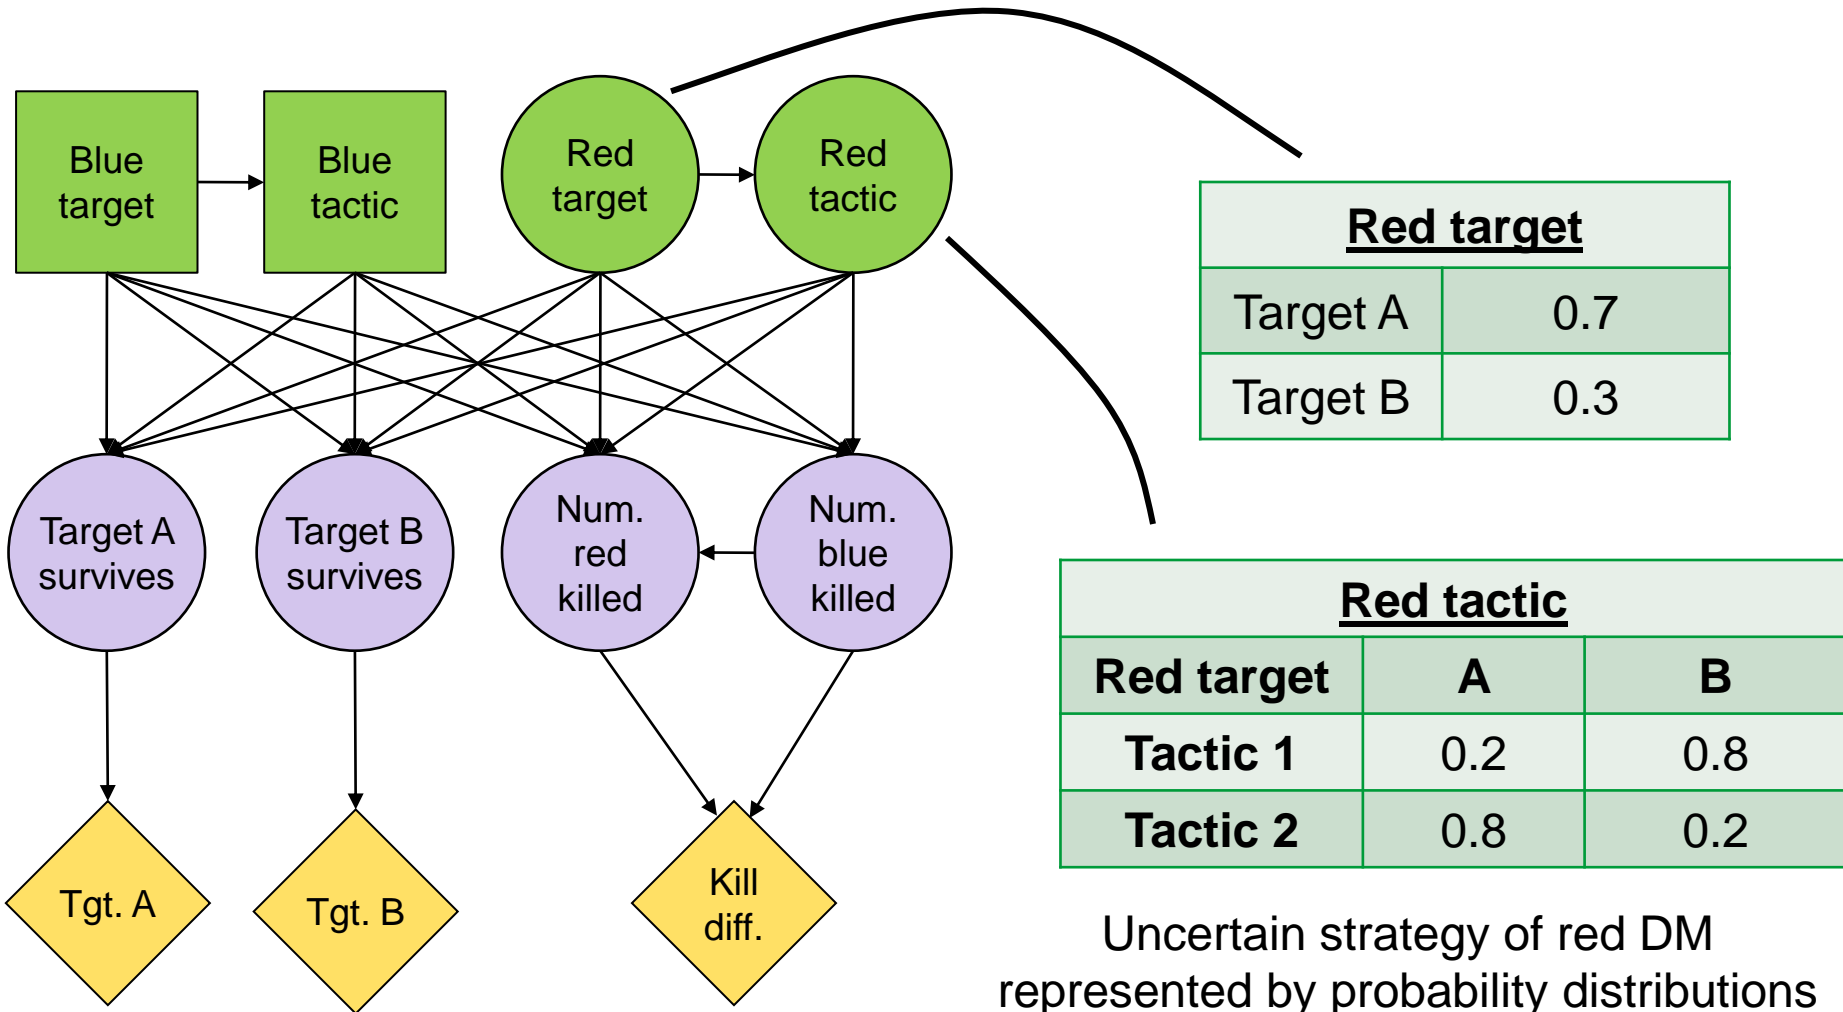 Blue
target
Blue
tactic
Red
target
Red
tactic
Target A
survives
Target B
survives
Num.
red
killed
Num.
blue
killed
Tgt. A
Tgt. B
Kill
diff.
Red target
Target A 0.7
Target B 0.3
Red tactic
Red target A B
Tactic 1 0.2 0.8
Tactic 2 0.8 0.2
Uncertain strategy of red DM
represented by probability distributions